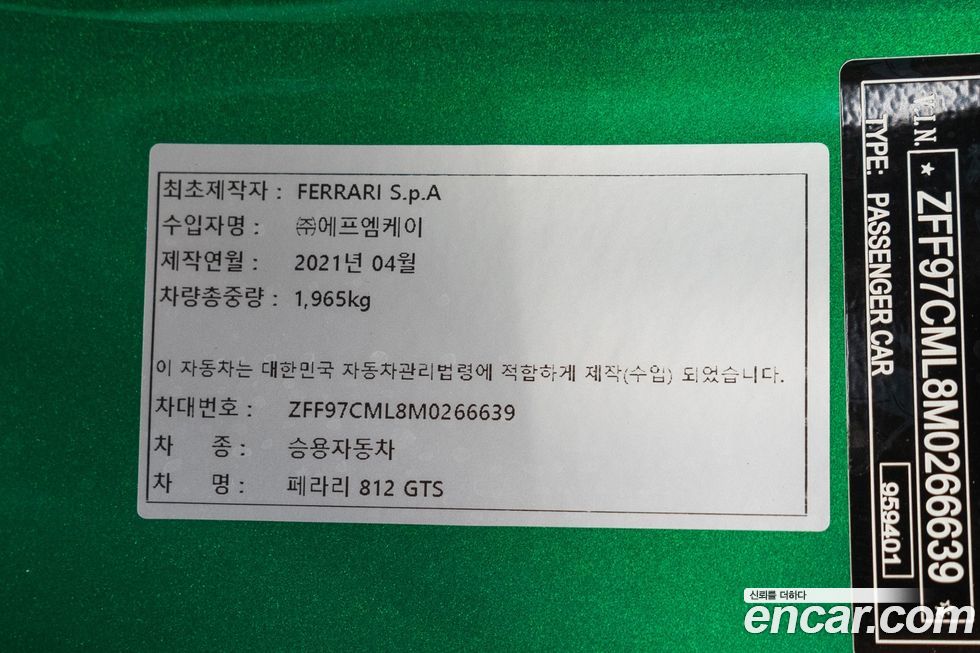 최초제작자 : FERRARI S.p.A
수입자명 : ㈜에프엠케이
제작연월 : 2021년 04월
차량총중량 : 1,965kg
이 자동차는 대한민국 자동차관리법령에 적합하게 제작(수입) 되었습니다.
차대번호 : ZFF97CML8M0266639
차 종 : 승용자동차
차 명 : 페라리 812 GTS
V.I.N. ★ ZFF97CML8M0266639 ★
TYPE: PASSENGER CAR 959401
신뢰를 더하다
encar.com